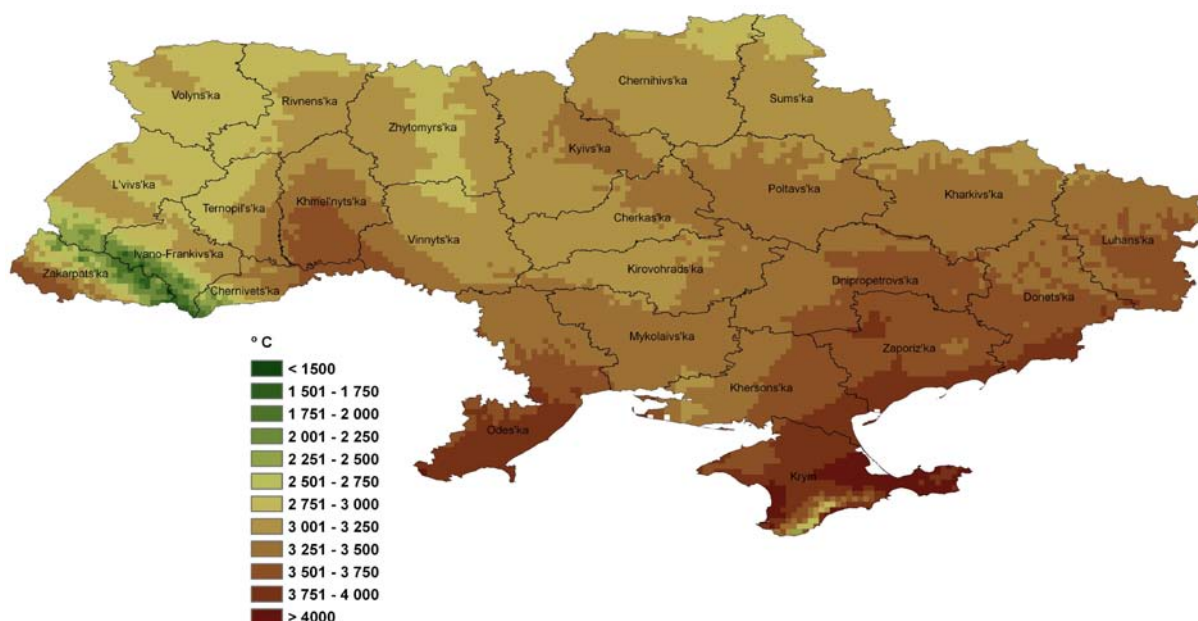 Chernihivs'ka
Volyns'ka
Sums'ka
Rivnens'ka
Zhytomyrs'ka
Kyivs'ka
L'vivs'ka
Poltavs'ka
Kharkivs'ka
Khmel'nyts'ka
Ternopil's'ka
Cherkas'ka
Vinnyts'ka
Luhans'ka
Ivano-Frankivs'ka
Zakarpats'ka
Kirovohrads'ka
Dnipropetrovs'ka
Chernivets'ka
Donets'ka
Mykolaivs'ka
Zaporiz'ka
Khersons'ka
Odes'ka
Krym
º C
< 1500
1 501 - 1 750
1 751 - 2 000
2 001 - 2 250
2 251 - 2 500
2 501 - 2 750
2 751 - 3 000
3 001 - 3 250
3 251 - 3 500
3 501 - 3 750
3 751 - 4 000
> 4000